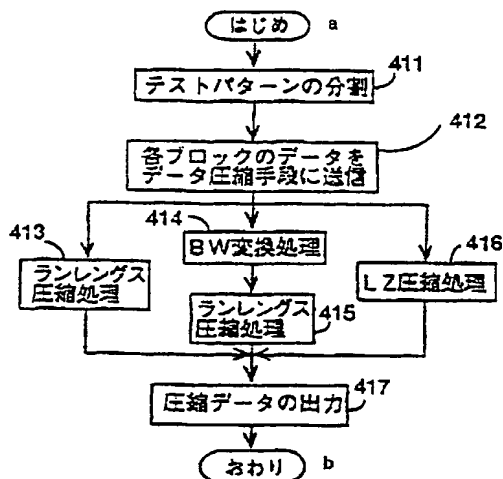 はじめ a
テストパターンの分割 411
412
各ブロックのデータを
データ圧縮手段に送信
413
ランレングス
圧縮処理
414
BW変換処理
ランレングス
圧縮処理 415
416
LZ圧縮処理
圧縮データの出力 417
おわり b